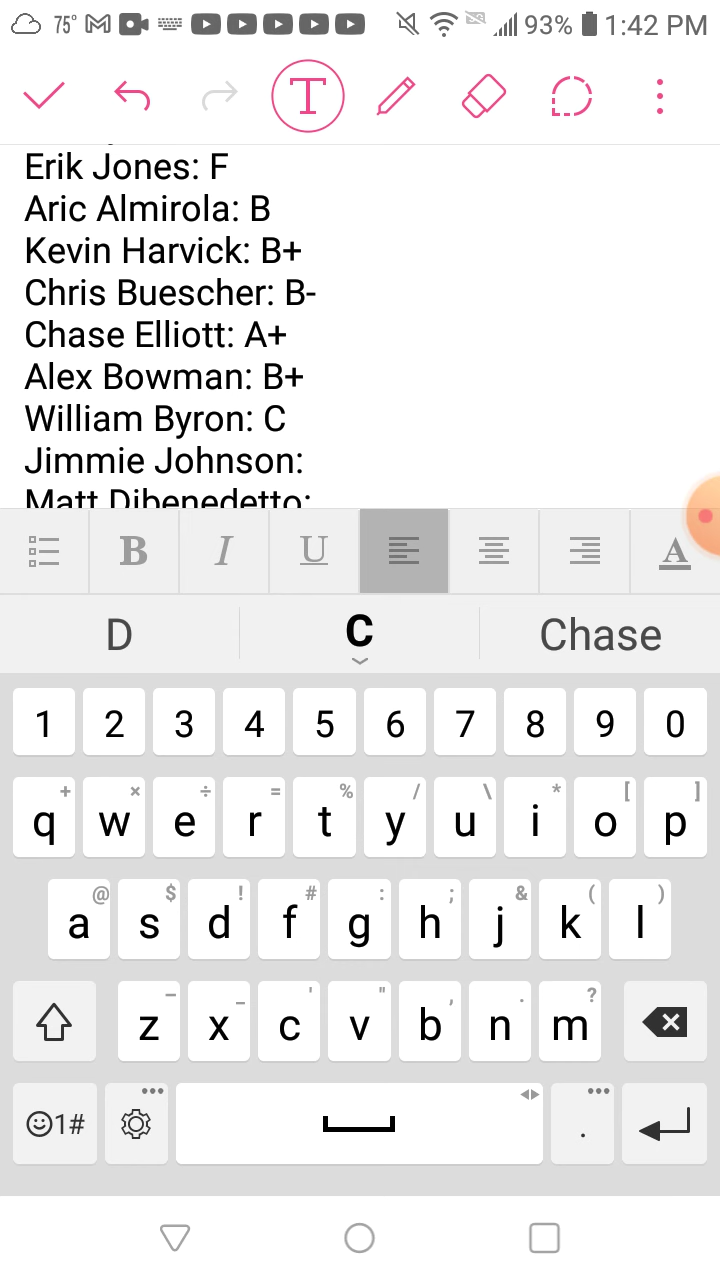 75° 93% 1:42 PM
T
Erik Jones: F
Aric Almirola: B
Kevin Harvick: B+
Chris Buescher: B-
Chase Elliott: A+
Alex Bowman: B+
William Byron: C
Jimmie Johnson:
Matt Dibenedetto:
B I U A
D C Chase
1 2 3 4 5 6 7 8 9 0
+ × ÷ = % / \ * [ ]
q w e r t y u i o p
@ $ ! # : ; & ( )
a s d f g h j k l
– _ ' " , . ?
z x c v b n m
1# .